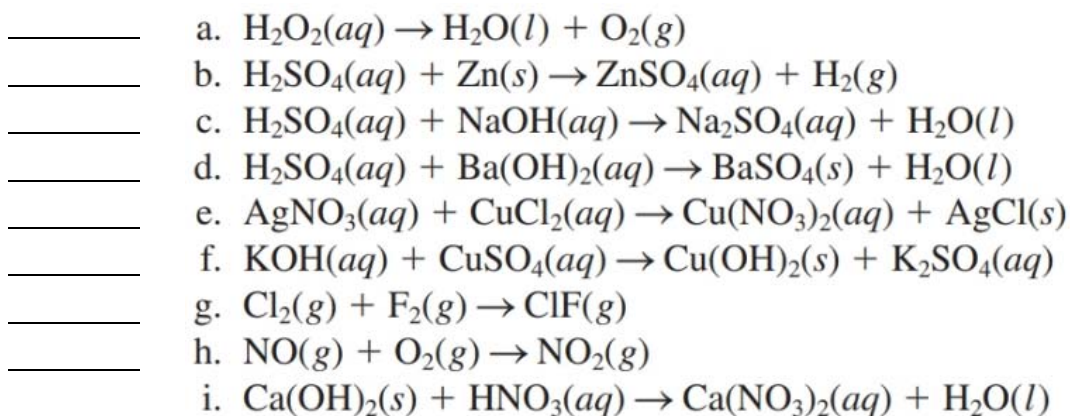 a. H₂O₂(aq) → H₂O(l) + O₂(g)
b. H₂SO₄(aq) + Zn(s) → ZnSO₄(aq) + H₂(g)
c. H₂SO₄(aq) + NaOH(aq) → Na₂SO₄(aq) + H₂O(l)
d. H₂SO₄(aq) + Ba(OH)₂(aq) → BaSO₄(s) + H₂O(l)
e. AgNO₃(aq) + CuCl₂(aq) → Cu(NO₃)₂(aq) + AgCl(s)
f. KOH(aq) + CuSO₄(aq) → Cu(OH)₂(s) + K₂SO₄(aq)
g. Cl₂(g) + F₂(g) → ClF(g)
h. NO(g) + O₂(g) → NO₂(g)
i. Ca(OH)₂(s) + HNO₃(aq) → Ca(NO₃)₂(aq) + H₂O(l)